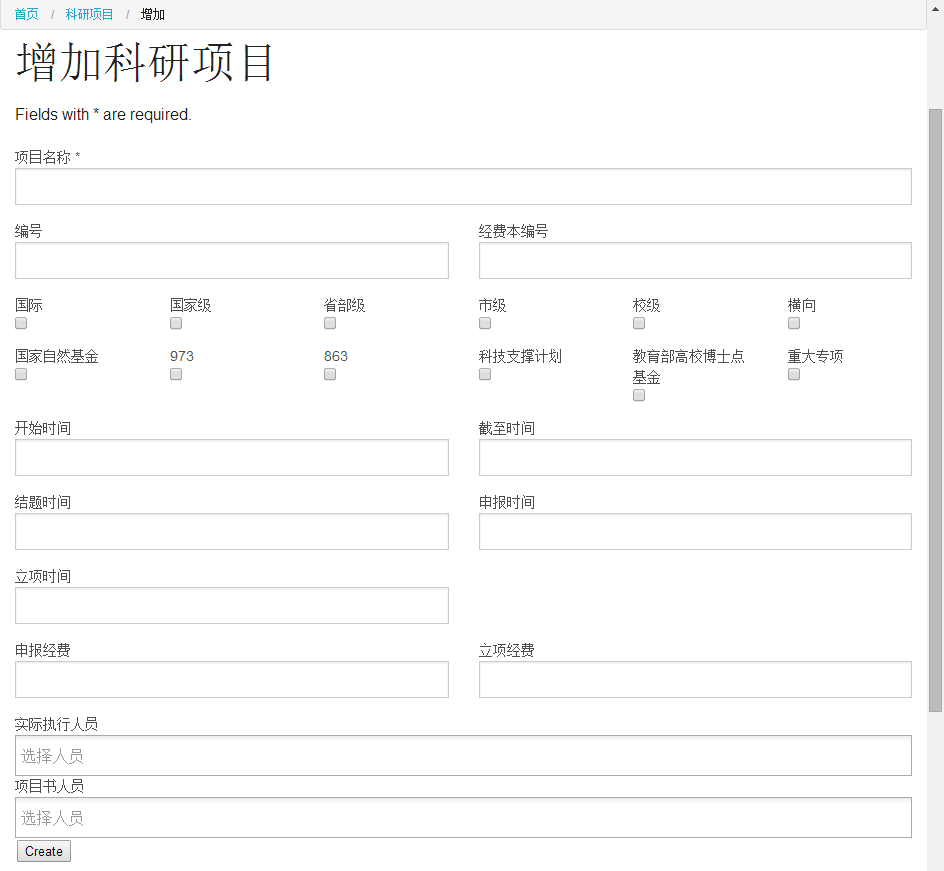 首页 / 科研项目 / 增加
增加科研项目
Fields with * are required.
项目名称 *
编号 经费本编号
国际 国家级 省部级 市级 校级 横向
国家自然基金 973 863 科技支撑计划 教育部高校博士点 重大专项
基金
开始时间 截至时间
结题时间 申报时间
立项时间
申报经费 立项经费
实际执行人员
选择人员
项目书人员
选择人员
Create